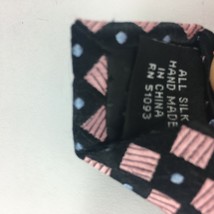 ALL SILK
HAND MADE
IN CHINA
RN 51093